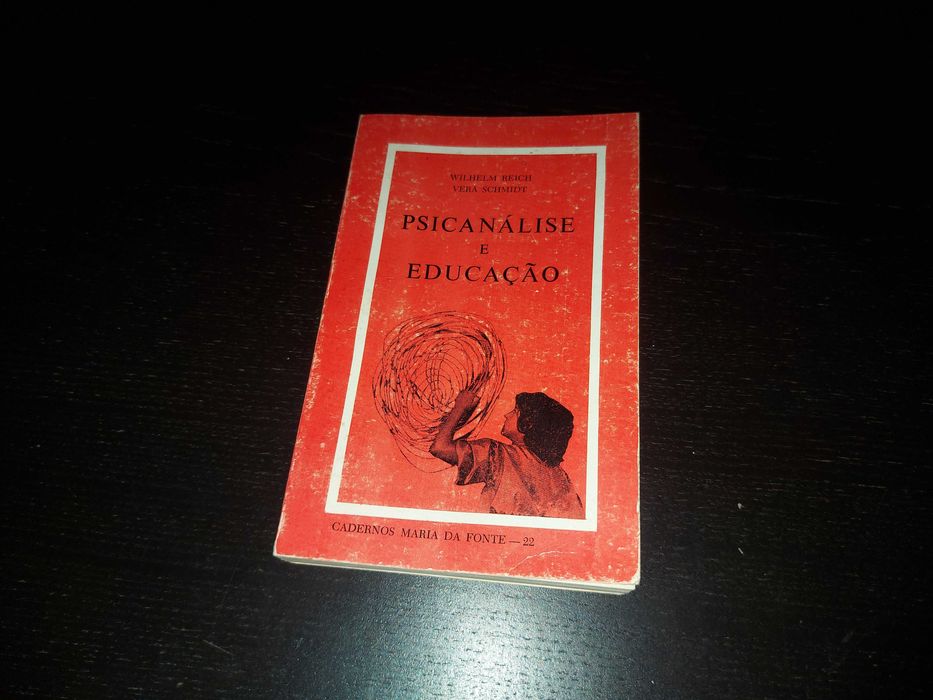 WILHELM REICH
VERA SCHMIDT
PSICANÁLISE
E
EDUCAÇÃO
CADERNOS MARIA DA FONTE — 22